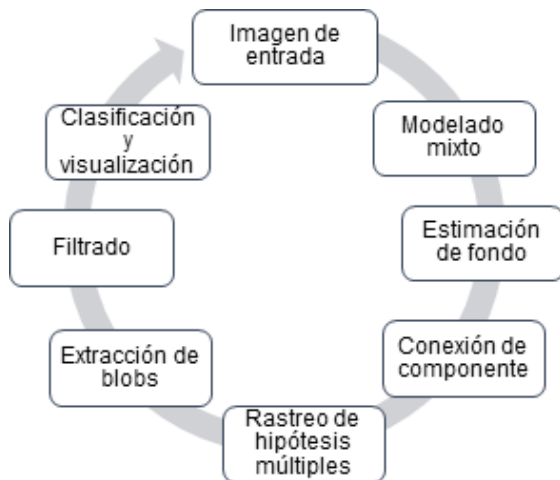 Imagen de
entrada
Modelado
mixto
Estimación
de fondo
Conexión de
componente
Rastreo de
hipótesis
múltiples
Extracción de
blobs
Filtrado
Clasificación
y
visualización